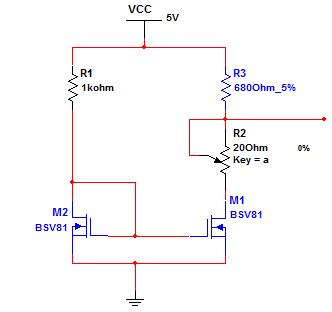 VCC
5V
R1
1kohm
R3
680Ohm_5%
R2
20Ohm
0%
Key = a
M2
BSV81
M1
BSV81